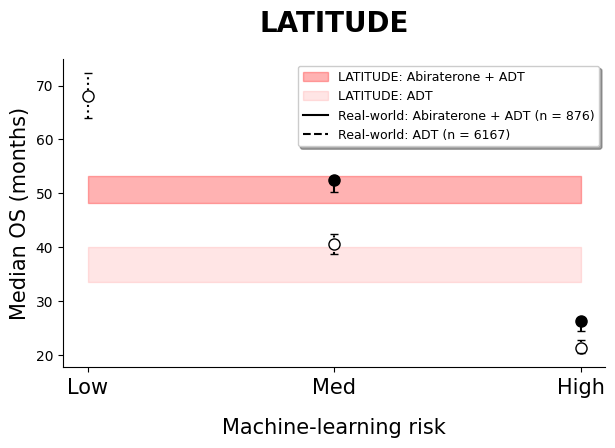 LATITUDE
LATITUDE: Abiraterone + ADT
LATITUDE: ADT
Real-world: Abiraterone + ADT (n = 876)
Real-world: ADT (n = 6167)
Median OS (months)
70
60
50
40
30
20
Low Med High
Machine-learning risk